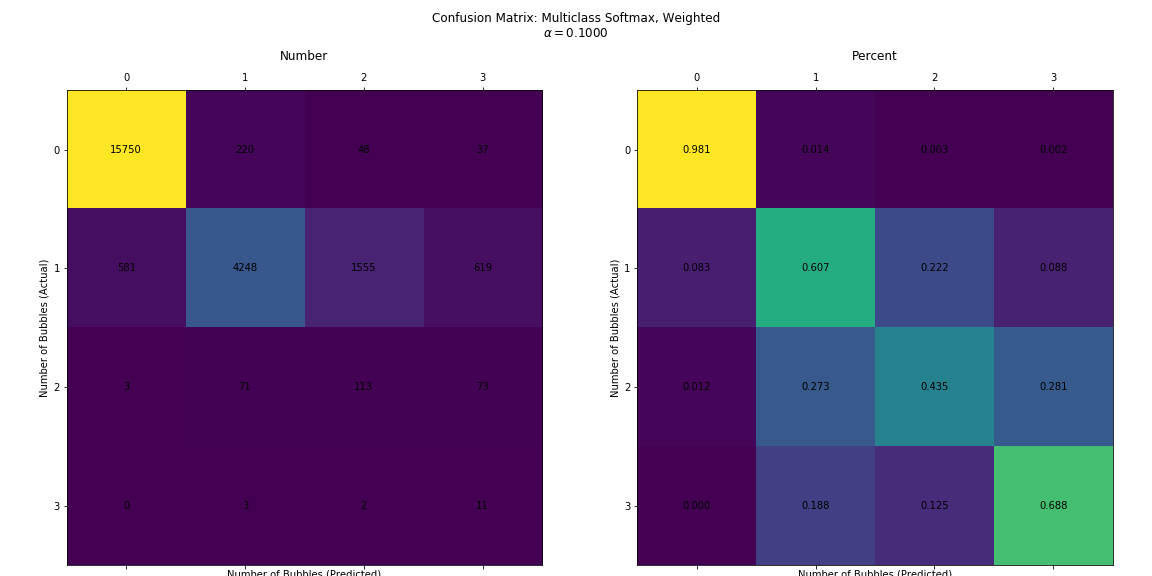 Confusion Matrix: Multiclass Softmax, Weighted
α = 0.1000
Number
0 1 2 3
0 15750 220 48 37
1 581 4248 1555 619
2 3 71 113 73
3 0 3 2 11
Number of Bubbles (Actual)
Number of Bubbles (Predicted)
Percent
0 1 2 3
0 0.981 0.014 0.003 0.002
1 0.083 0.607 0.222 0.088
2 0.012 0.273 0.435 0.281
3 0.000 0.188 0.125 0.688
Number of Bubbles (Actual)
Number of Bubbles (Predicted)